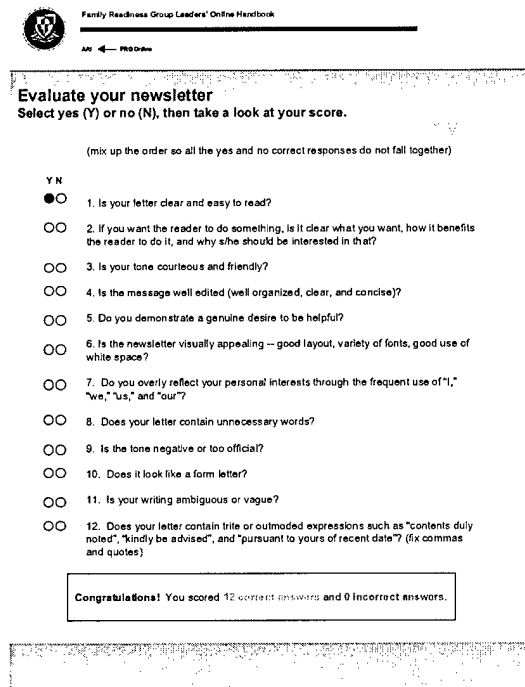 Family Readiness Group Leaders' Online Handbook
ARI FRG Online
Evaluate your newsletter
Select yes (Y) or no (N), then take a look at your score.
(mix up the order so all the yes and no correct responses do not fall together)
Y N
1. Is your letter clear and easy to read?
2. If you want the reader to do something, is it clear what you want, how it benefits
the reader to do it, and why s/he should be interested in that?
3. Is your tone courteous and friendly?
4. Is the message well edited (well organized, clear, and concise)?
5. Do you demonstrate a genuine desire to be helpful?
6. Is the newsletter visually appealing -- good layout, variety of fonts, good use of
white space?
7. Do you overly reflect your personal interests through the frequent use of "I,"
"we," "us," and "our"?
8. Does your letter contain unnecessary words?
9. Is the tone negative or too official?
10. Does it look like a form letter?
11. Is your writing ambiguous or vague?
12. Does your letter contain trite or outmoded expressions such as "contents duly
noted", "kindly be advised", and "pursuant to yours of recent date"? (fix commas
and quotes)
Congratulations! You scored 12 correct answers and 0 incorrect answers.